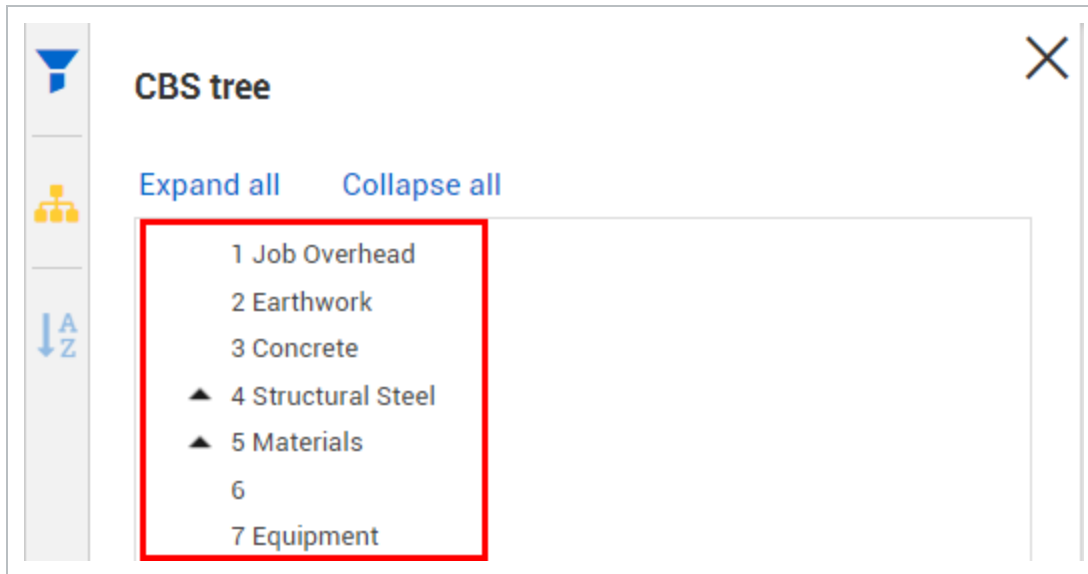 CBS tree
Expand all Collapse all
1 Job Overhead
2 Earthwork
3 Concrete
4 Structural Steel
5 Materials
6
7 Equipment
A
Z